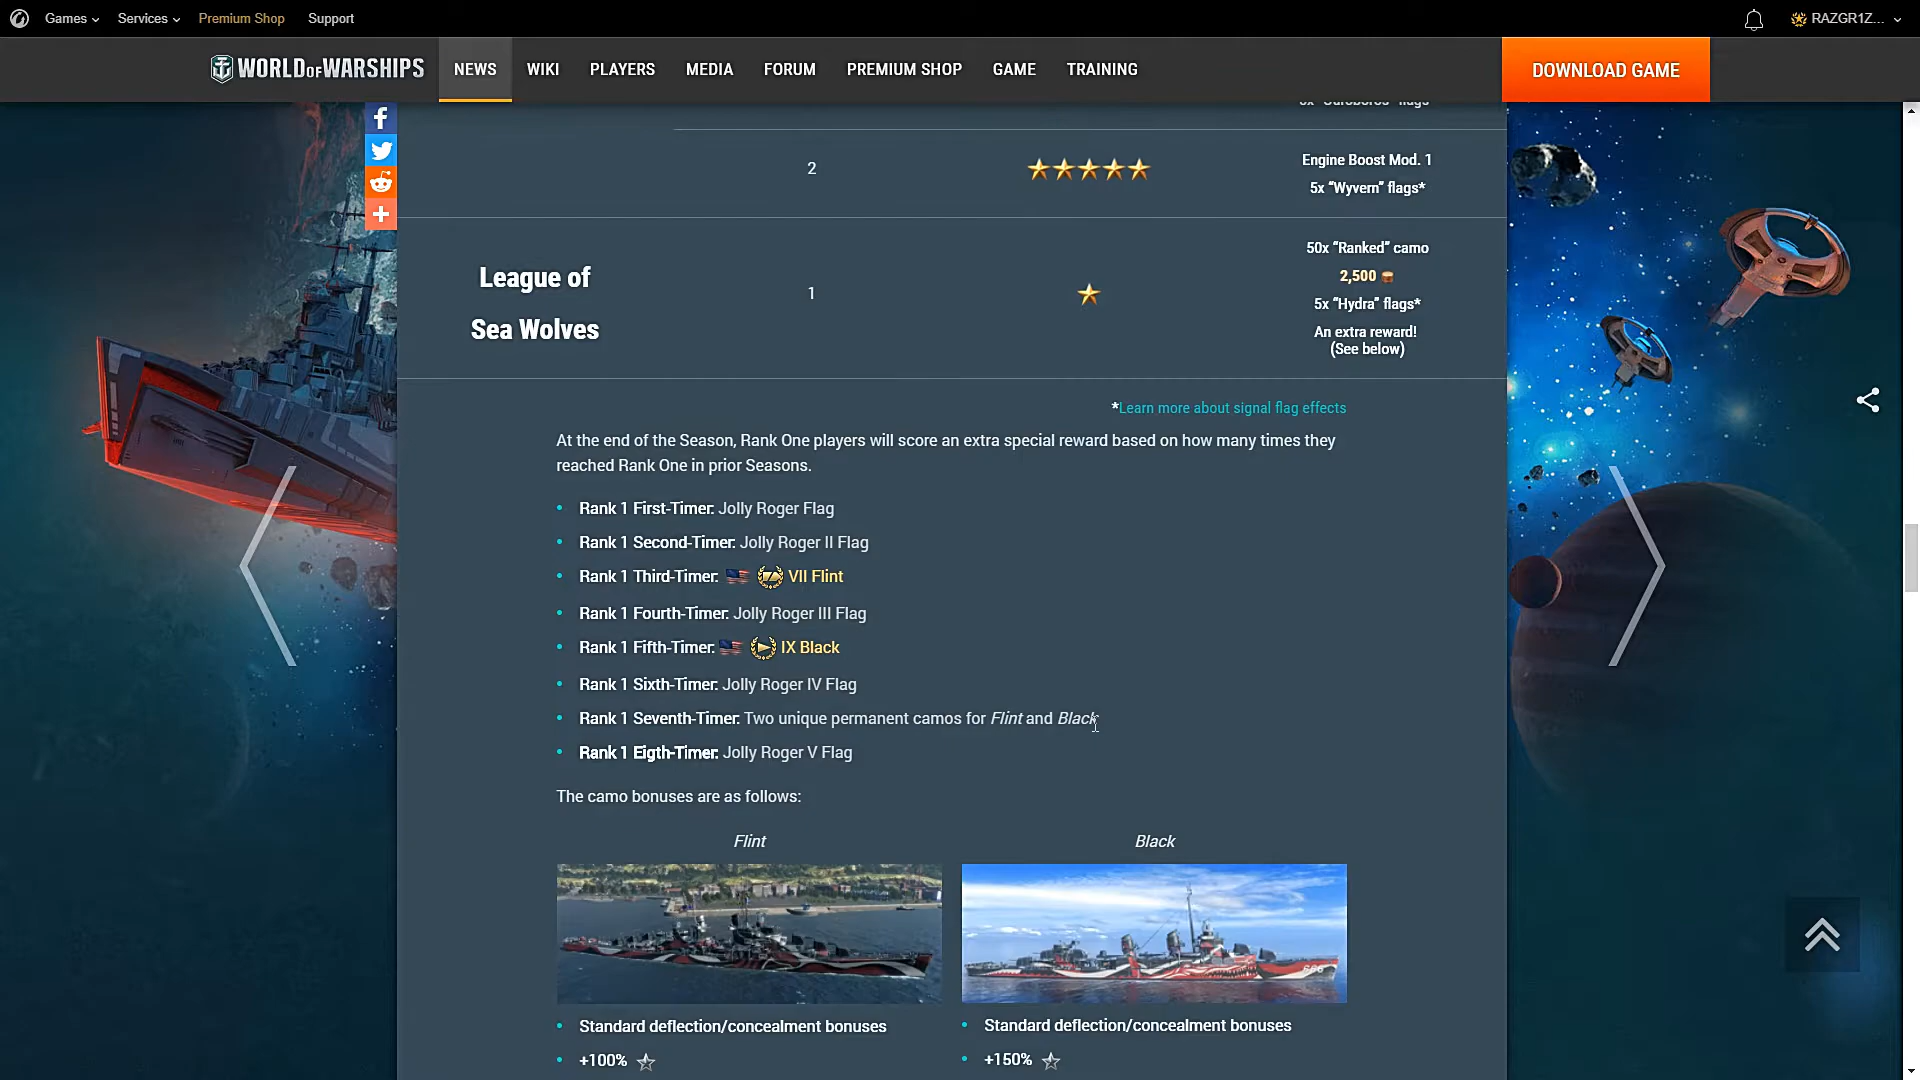 Games
Services
Premium Shop
Support
RAZGR1Z...
WORLD OF WARSHIPS
NEWS
WIKI
PLAYERS
MEDIA
FORUM
PREMIUM SHOP
GAME
TRAINING
DOWNLOAD GAME
2
Engine Boost Mod. 1
5x “Wyvern” flags*
League of
Sea Wolves
1
50x “Ranked” camo
2,500
5x “Hydra” flags*
An extra reward!
(See below)
*Learn more about signal flag effects
At the end of the Season, Rank One players will score an extra special reward based on how many times they
reached Rank One in prior Seasons.
Rank 1 First-Timer: Jolly Roger Flag
Rank 1 Second-Timer: Jolly Roger II Flag
Rank 1 Third-Timer: VII Flint
Rank 1 Fourth-Timer: Jolly Roger III Flag
Rank 1 Fifth-Timer: IX Black
Rank 1 Sixth-Timer: Jolly Roger IV Flag
Rank 1 Seventh-Timer: Two unique permanent camos for Flint and Black
Rank 1 Eigth-Timer: Jolly Roger V Flag
The camo bonuses are as follows:
Flint
Black
Standard deflection/concealment bonuses
+100%
Standard deflection/concealment bonuses
+150%